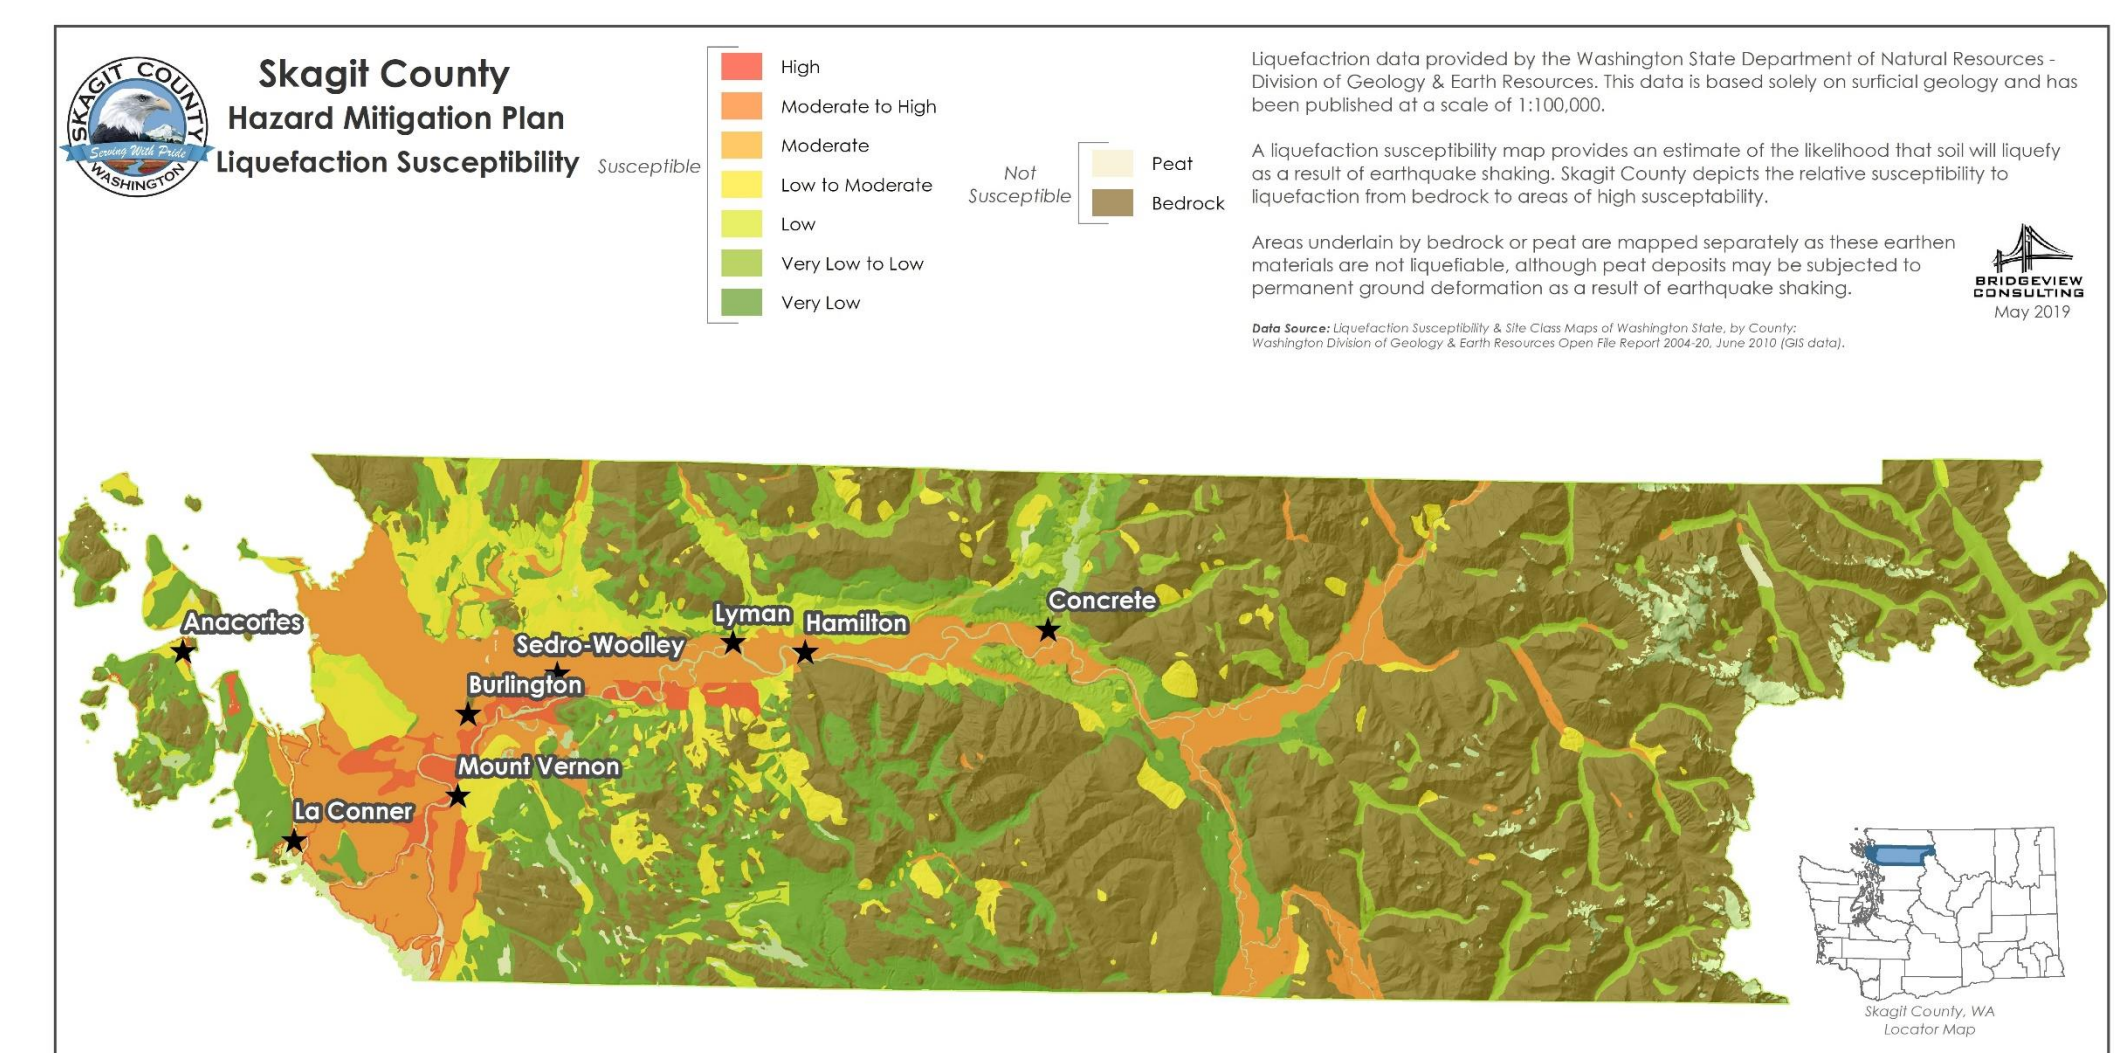 SKAGIT COUNTY
Serving With Pride
WASHINGTON
Skagit County
Hazard Mitigation Plan
Liquefaction Susceptibility
Susceptible
High
Moderate to High
Moderate
Low to Moderate
Low
Very Low to Low
Very Low
Not
Susceptible
Peat
Bedrock
Liquefactrion data provided by the Washington State Department of Natural Resources -
Division of Geology & Earth Resources. This data is based solely on surficial geology and has
been published at a scale of 1:100,000.
A liquefaction susceptibility map provides an estimate of the likelihood that soil will liquefy
as a result of earthquake shaking. Skagit County depicts the relative susceptibility to
liquefaction from bedrock to areas of high susceptability.
Areas underlain by bedrock or peat are mapped separately as these earthen
materials are not liquefiable, although peat deposits may be subjected to
permanent ground deformation as a result of earthquake shaking.
BRIDGEVIEW
CONSULTING
May 2019
Data Source: Liquefaction Susceptibility & Site Class Maps of Washington State, by County:
Washington Division of Geology & Earth Resources Open File Report 2004-20, June 2010 (GIS data).
Anacortes
Lyman
Hamilton
Concrete
Sedro-Woolley
Burlington
Mount Vernon
La Conner
Skagit County, WA
Locator Map